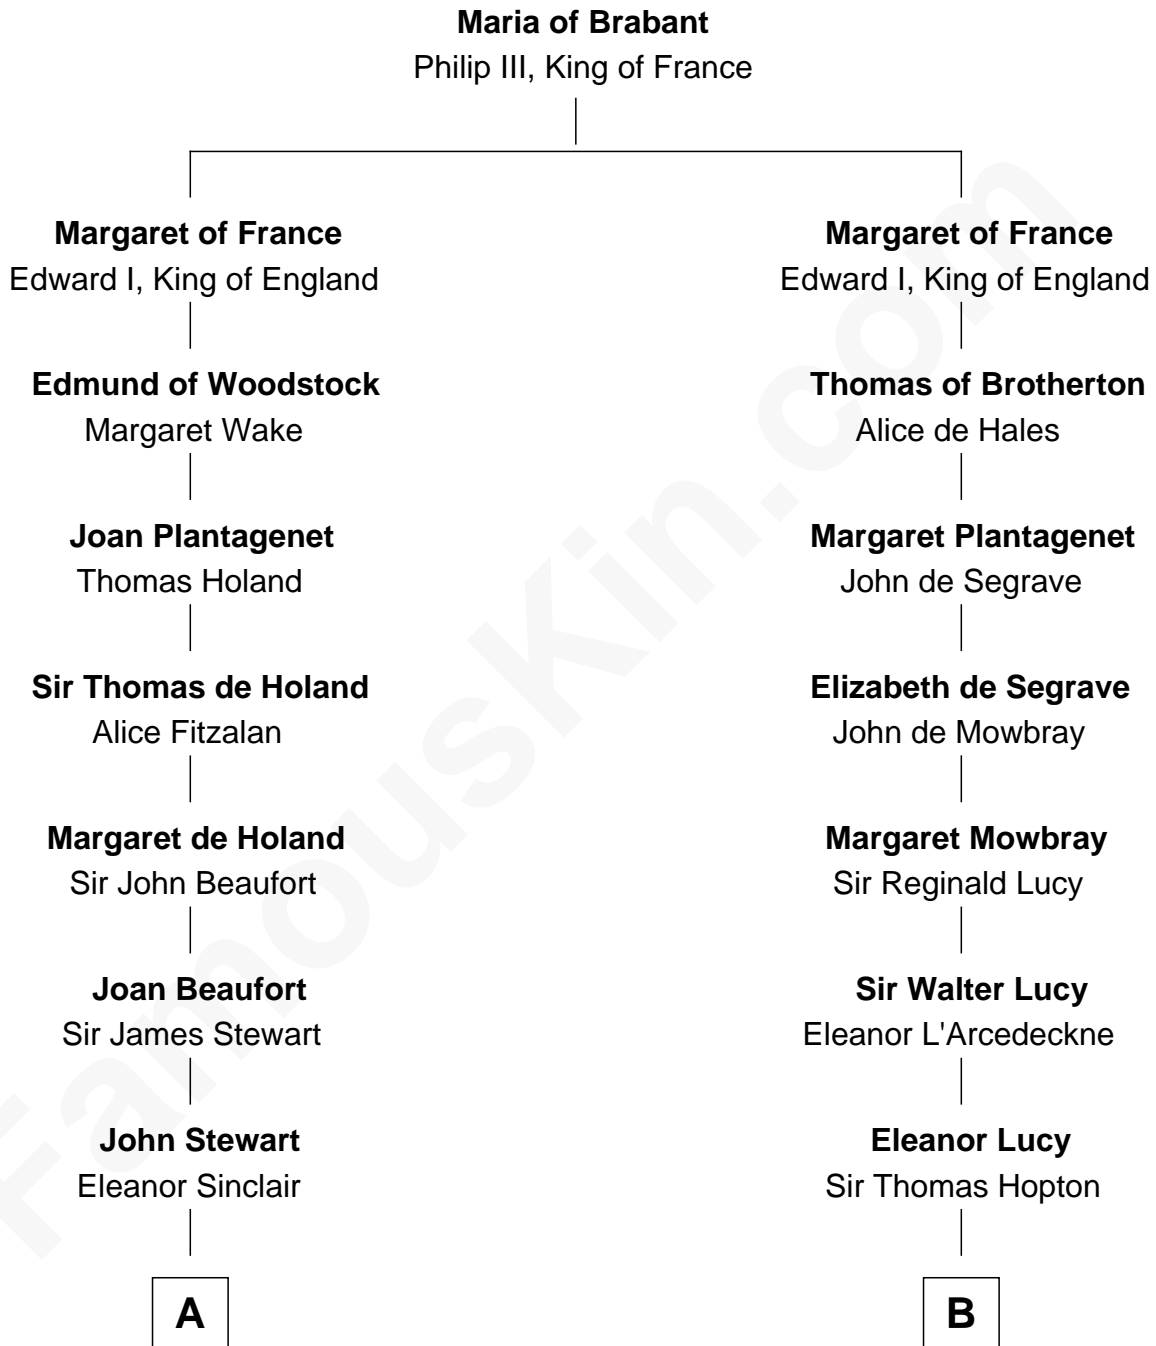 Maria of Brabant
Philip III, King of France
Margaret of France
Edward I, King of England
Edmund of Woodstock
Margaret Wake
Joan Plantagenet
Thomas Holand
Sir Thomas de Holand
Alice Fitzalan
Margaret de Holand
Sir John Beaufort
Joan Beaufort
Sir James Stewart
John Stewart
Eleanor Sinclair
A
Margaret of France
Edward I, King of England
Thomas of Brotherton
Alice de Hales
Margaret Plantagenet
John de Segrave
Elizabeth de Segrave
John de Mowbray
Margaret Mowbray
Sir Reginald Lucy
Sir Walter Lucy
Eleanor L'Arcedeckne
Eleanor Lucy
Sir Thomas Hopton
B
FamousKin.com